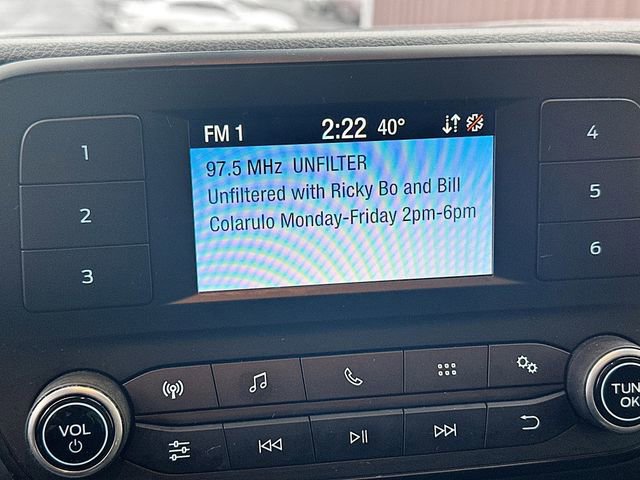 FM 1 2:22 40°
97.5 MHz UNFILTER
Unfiltered with Ricky Bo and Bill
Colarulo Monday-Friday 2pm-6pm
1
2
3
4
5
6
VOL
TUNE
OK